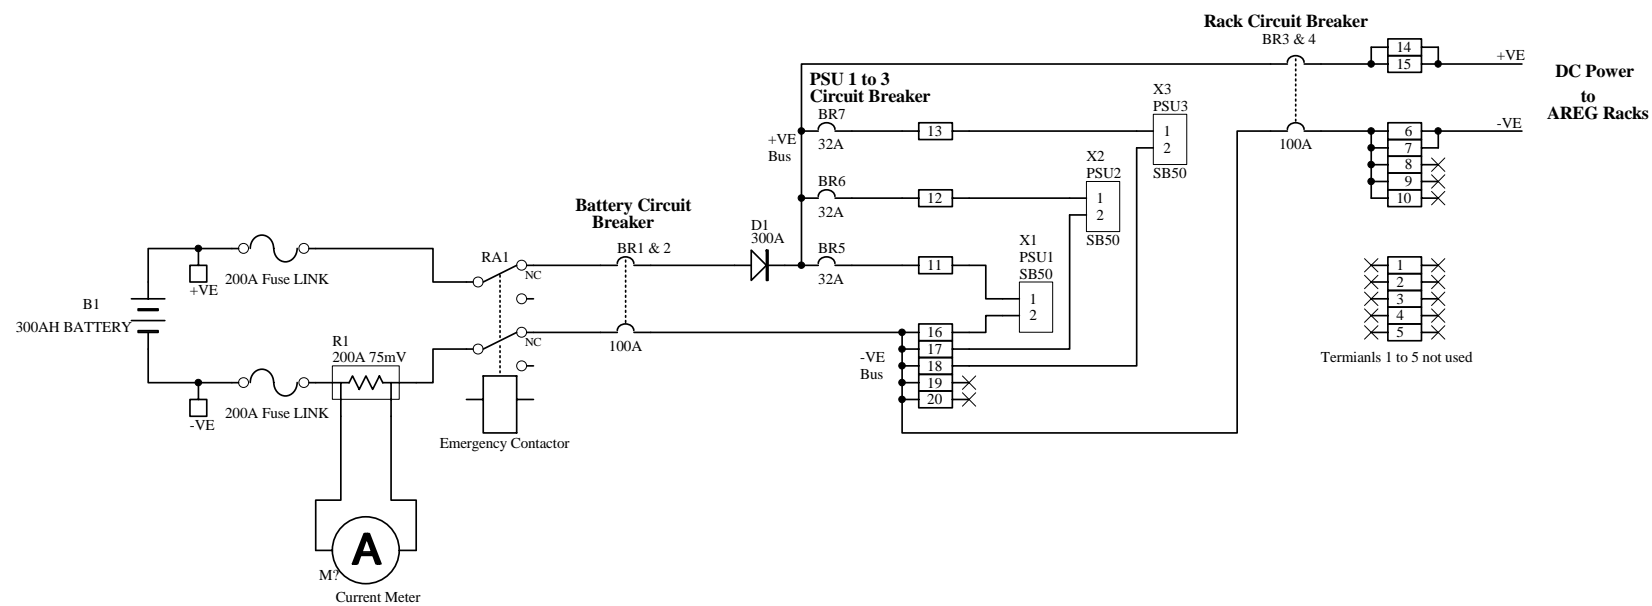 Rack Circuit Breaker
BR3 & 4
14
15
+VE
DC Power
to
AREG Racks
PSU 1 to 3
Circuit Breaker
X3
PSU3
BR7
13
1
2
32A
SB50
+VE
Bus
6
7
8
9
10
-VE
100A
X2
PSU2
BR6
12
1
2
32A
SB50
Battery Circuit
Breaker
BR1 & 2
D1
300A
BR5
11
32A
X1
PSU1
SB50
1
2
1
2
3
4
5
Termianls 1 to 5 not used
RA1
NC
NC
200A Fuse LINK
+VE
B1
300AH BATTERY
R1
200A 75mV
100A
-VE
Bus
16
17
18
19
20
200A Fuse LINK
-VE
Emergency Contactor
A
M?
Current Meter